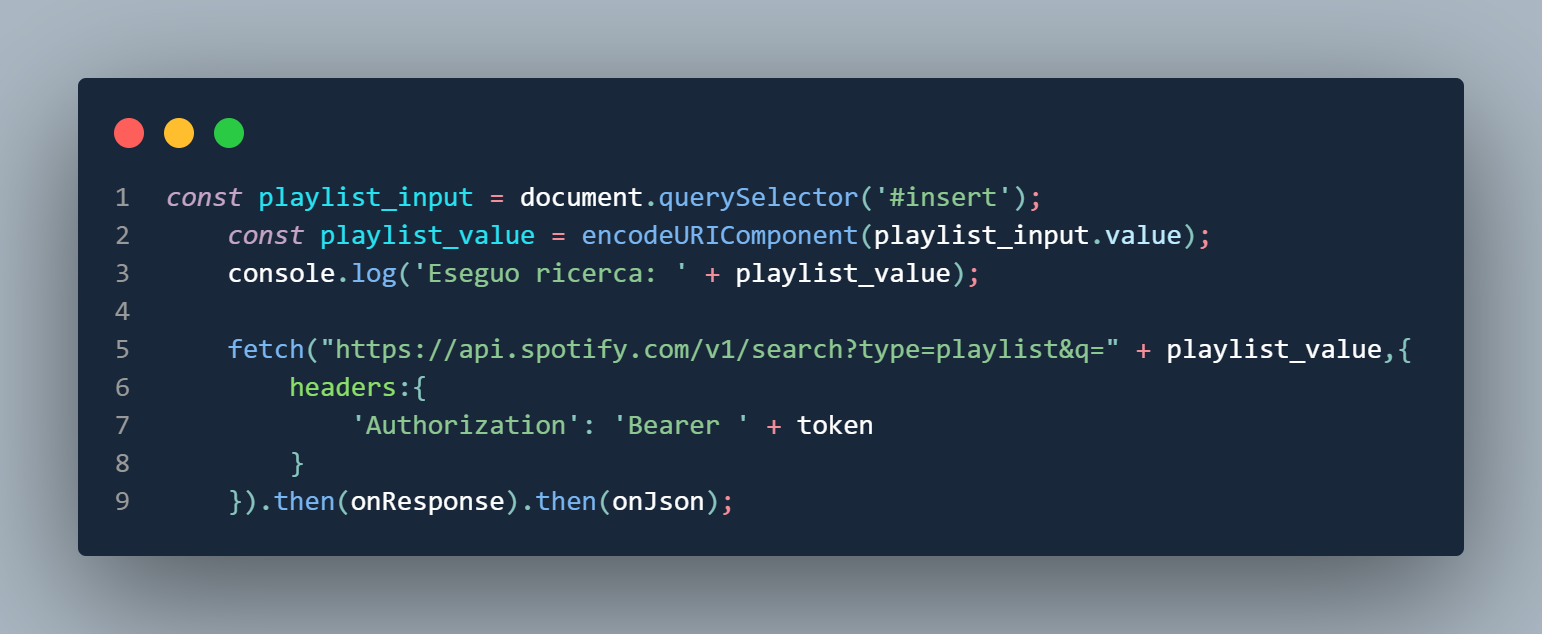 1 const playlist_input = document.querySelector('#insert');
2     const playlist_value = encodeURIComponent(playlist_input.value);
3     console.log('Eseguo ricerca: ' + playlist_value);
4
5     fetch("https://api.spotify.com/v1/search?type=playlist&q=" + playlist_value,{
6         headers:{
7             'Authorization': 'Bearer ' + token
8         }
9     }).then(onResponse).then(onJson);